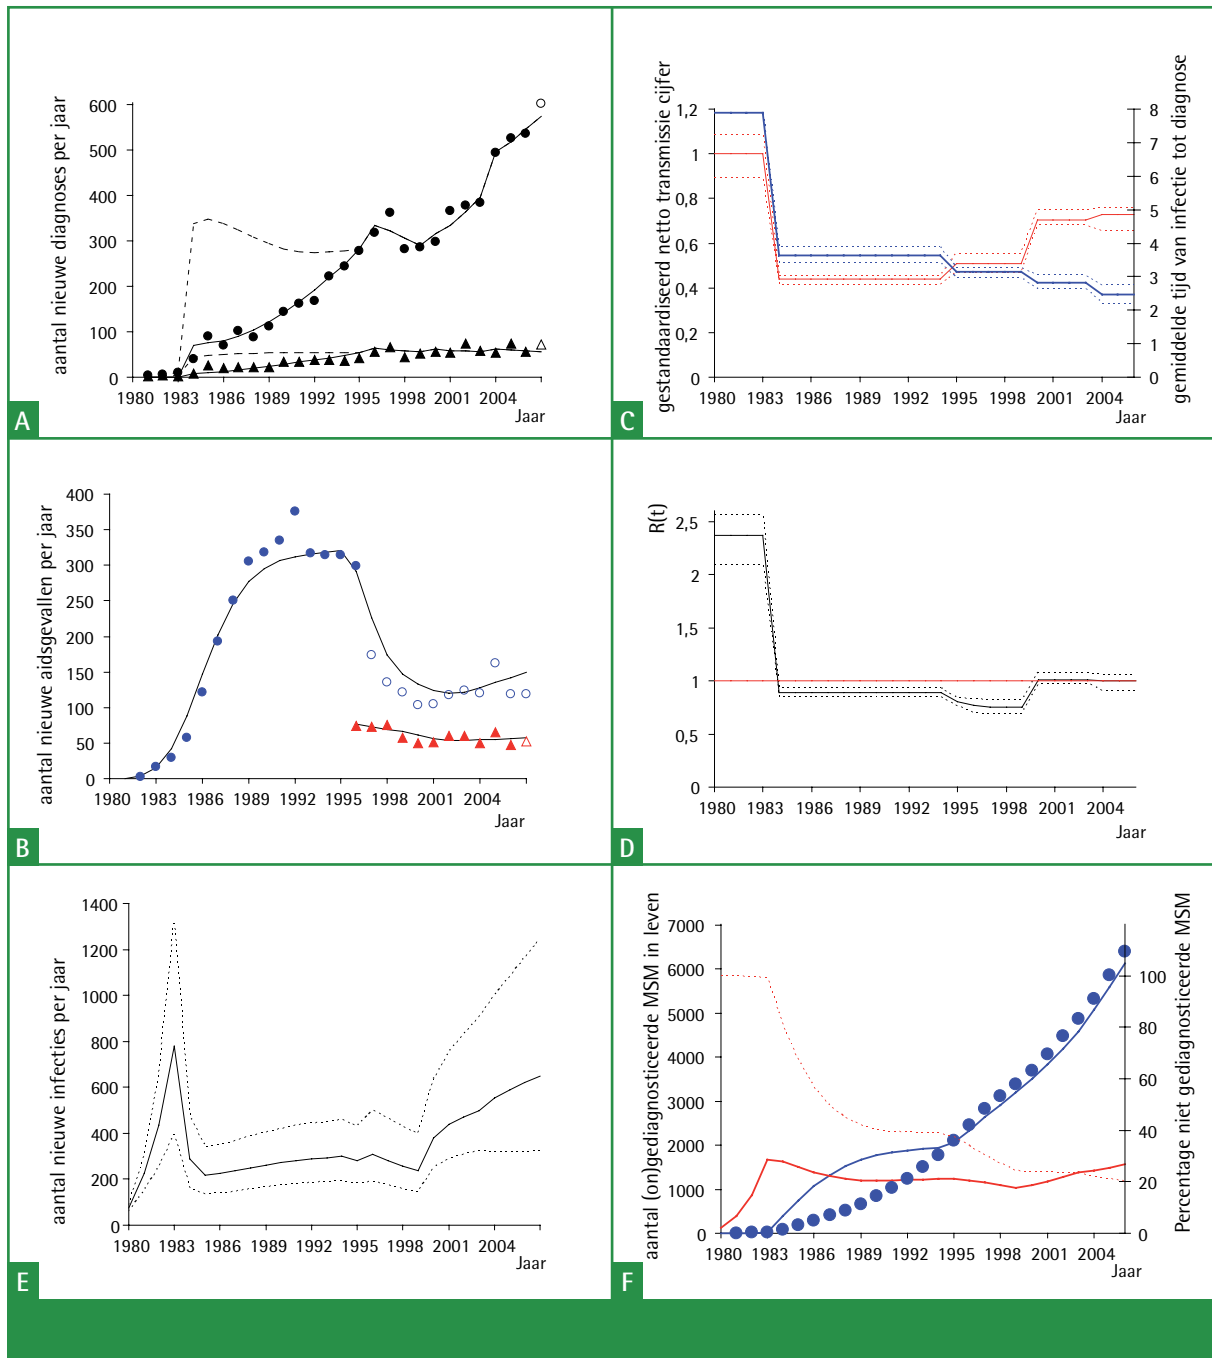 aantal nieuwe diagnoses per jaar
600
500
400
300
200
100
0
1980 1983 1986 1989 1992 1995 1998 2001 2004
Jaar
A
gestandaardiseerd netto transmissie cijfer
1,2
1
0,8
0,6
0,4
0,2
0
gemiddelde tijd van infectie tot diagnose
8
7
6
5
4
3
2
1
0
1980 1983 1986 1989 1992 1995 1998 2001 2004
Jaar
C
aantal nieuwe aidsgevallen per jaar
400
350
300
250
200
150
100
50
0
1980 1983 1986 1989 1992 1995 1998 2001 2004
Jaar
B
R(t)
2,5
2
1,5
1
0,5
0
1980 1983 1986 1989 1992 1995 1998 2001 2004
Jaar
D
aantal nieuwe infecties per jaar
1400
1200
1000
800
600
400
200
0
1980 1983 1986 1989 1992 1995 1998 2001 2004
Jaar
E
aantal (on)gediagnosticeerde MSM in leven
7000
6000
5000
4000
3000
2000
1000
0
Percentage niet gediagnosticeerde MSM
100
80
60
40
20
0
1980 1983 1986 1989 1992 1995 1998 2001 2004
Jaar
F